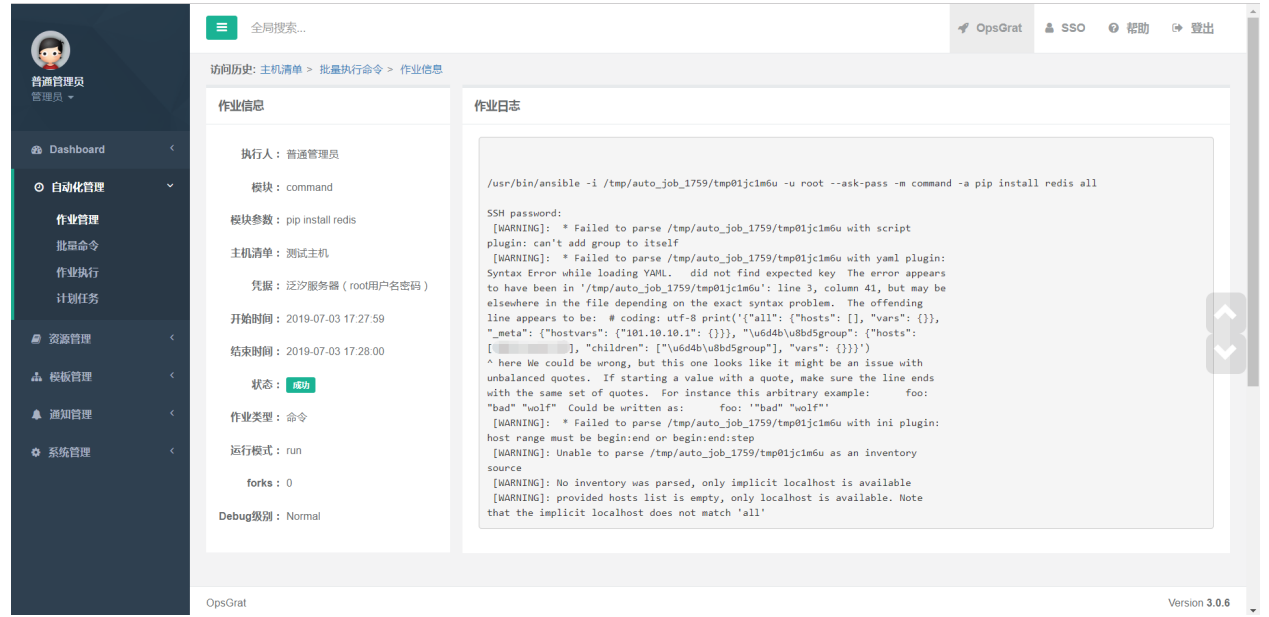 全局搜索...
OpsGrat
SSO
帮助
登出
普通管理员
管理员
Dashboard
自动化管理
作业管理
批量命令
作业执行
计划任务
资源管理
模板管理
通知管理
系统管理
访问历史: 主机清单 > 批量执行命令 > 作业信息
作业信息
执行人： 普通管理员
模块： command
模块参数： pip install redis
主机清单： 测试主机
凭据： 泛汐服务器（root用户名密码）
开始时间： 2019-07-03 17:27:59
结束时间： 2019-07-03 17:28:00
状态： 成功
作业类型： 命令
运行模式： run
forks： 0
Debug级别： Normal
作业日志
/usr/bin/ansible -i /tmp/auto_job_1759/tmp01jc1m6u -u root --ask-pass -m command -a pip install redis all
SSH password:
[WARNING]: * Failed to parse /tmp/auto_job_1759/tmp01jc1m6u with script
plugin: can't add group to itself
[WARNING]: * Failed to parse /tmp/auto_job_1759/tmp01jc1m6u with yaml plugin:
Syntax Error while loading YAML. did not find expected key The error appears
to have been in '/tmp/auto_job_1759/tmp01jc1m6u': line 3, column 41, but may be
elsewhere in the file depending on the exact syntax problem. The offending
line appears to be: # coding: utf-8 print('{"all": {"hosts": [], "vars": {}},
"_meta": {"hostvars": {"101.10.10.1": {}}}, "\u6d4b\u8bd5group": {"hosts":
[ ], "children": ["\u6d4b\u8bd5group"], "vars": {}}}')
^ here We could be wrong, but this one looks like it might be an issue with
unbalanced quotes. If starting a value with a quote, make sure the line ends
with the same set of quotes. For instance this arbitrary example: foo:
"bad" "wolf" Could be written as: foo: '"bad" "wolf"'
[WARNING]: * Failed to parse /tmp/auto_job_1759/tmp01jc1m6u with ini plugin:
host range must be begin:end or begin:end:step
[WARNING]: Unable to parse /tmp/auto_job_1759/tmp01jc1m6u as an inventory
source
[WARNING]: No inventory was parsed, only implicit localhost is available
[WARNING]: provided hosts list is empty, only localhost is available. Note
that the implicit localhost does not match 'all'
OpsGrat
Version 3.0.6